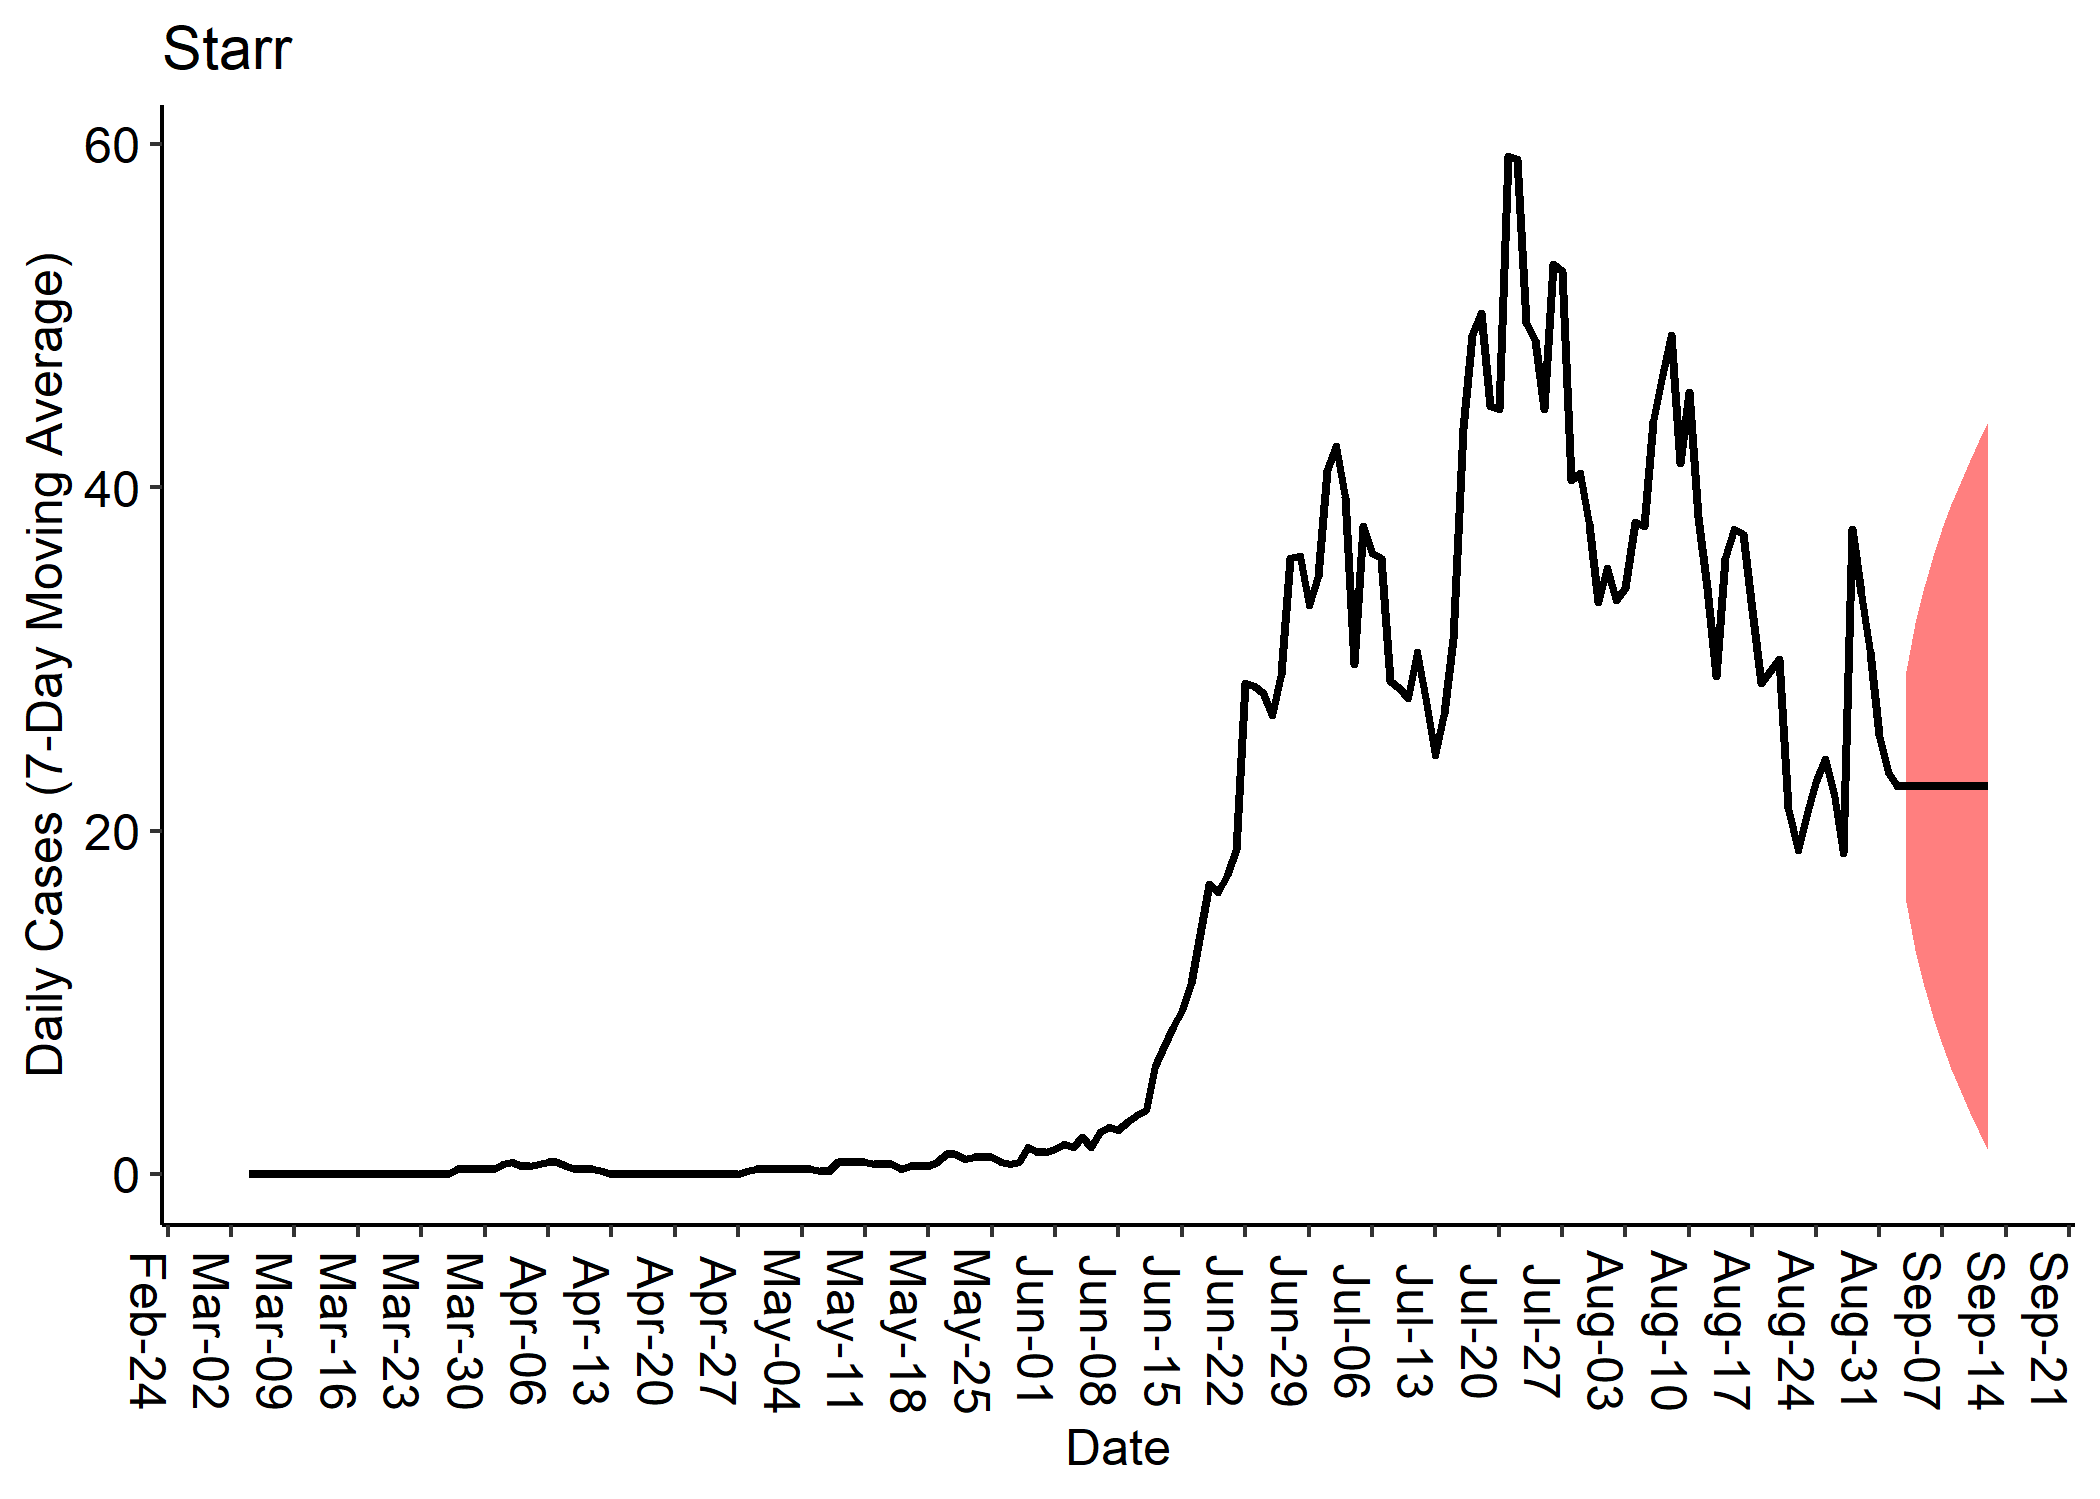 Starr
Daily Cases (7-Day Moving Average)
60
40
20
0
Feb-24
Mar-02
Mar-09
Mar-16
Mar-23
Mar-30
Apr-06
Apr-13
Apr-20
Apr-27
May-04
May-11
May-18
May-25
Jun-01
Jun-08
Jun-15
Jun-22
Jun-29
Jul-06
Jul-13
Jul-20
Jul-27
Aug-03
Aug-10
Aug-17
Aug-24
Aug-31
Sep-07
Sep-14
Sep-21
Date